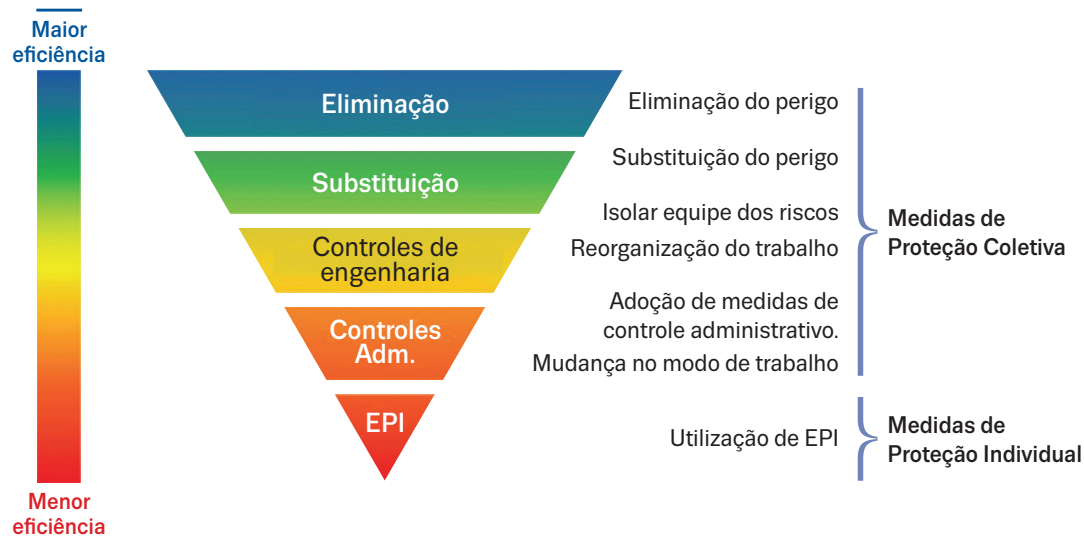 Maior
eficiência
Eliminação
Eliminação do perigo
Substituição
Substituição do perigo
Controles de
engenharia
Isolar equipe dos riscos
Reorganização do trabalho
Controles
Adm.
Adoção de medidas de
controle administrativo.
Mudança no modo de trabalho
Medidas de
Proteção Coletiva
EPI
Utilização de EPI
Medidas de
Proteção Individual
Menor
eficiência